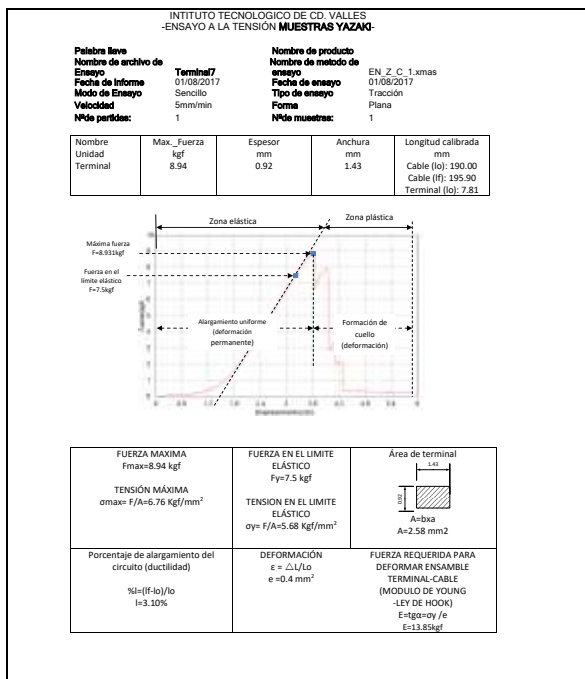 INTITUTO TECNOLOGICO DE CD. VALLES
-ENSAYO A LA TENSIÓN MUESTRAS YAZAKI-
Palabra llave
Nombre de producto
Nombre de archivo de Ensayo Terminal7
Nombre de metodo de ensayo EN_Z_C_1.xmas
Fecha de Informe 01/08/2017
Fecha de ensayo 01/08/2017
Modo de Ensayo Sencillo
Tipo de ensayo Tracción
Velocidad 5mm/min
Forma Plana
Nºde partidas: 1
Nºde muestras: 1
Nombre Max._Fuerza Espesor Anchura Longitud calibrada
Unidad kgf mm mm mm
Terminal 8.94 0.92 1.43 Cable (lo): 190.00
Cable (lf): 195.90
Terminal (lo): 7.81
Zona elástica
Zona plástica
Máxima fuerza
F=8.931kgf
Fuerza en el
límite elástico
F=7.5kgf
Alargamiento uniforme
(deformación
permanente)
Formación de
cuello
(deformación)
FUERZA MAXIMA
Fmax=8.94 kgf
TENSIÓN MÁXIMA
σmax= F/A=6.76 Kgf/mm²
FUERZA EN EL LIMITE
ELÁSTICO
Fy=7.5 kgf
TENSION EN EL LIMITE
ELÁSTICO
σy= F/A=5.68 Kgf/mm²
Área de terminal
1.43
0.92
A=bxa
A=2.58 mm2
Porcentaje de alargamiento del
circuito (ductilidad)
%l=(lf-lo)/lo
l=3.10%
DEFORMACIÓN
ε = △L/Lo
e =0.4 mm²
FUERZA REQUERIDA PARA
DEFORMAR ENSAMBLE
TERMINAL-CABLE
(MODULO DE YOUNG
-LEY DE HOOK)
E=tgα=σy /e
E=13.85kgf